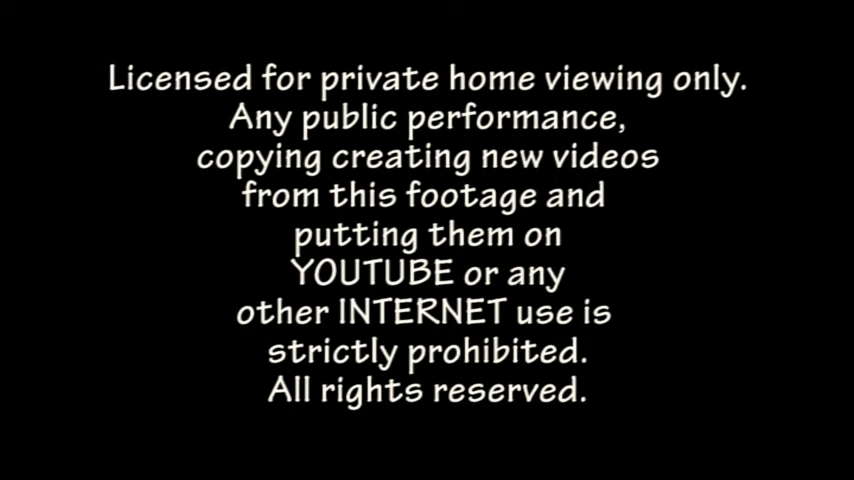 Licensed for private home viewing only.
Any public performance,
copying creating new videos
from this footage and
putting them on
YOUTUBE or any
other INTERNET use is
strictly prohibited.
All rights reserved.